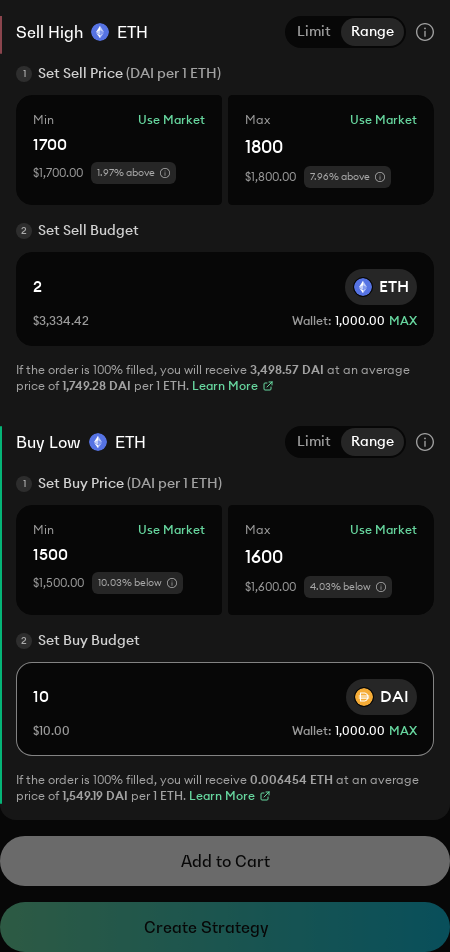 Sell High ETH Limit Range
1 Set Sell Price (DAI per 1 ETH)
Min Use Market Max Use Market
1700 1800
$1,700.00 1.97% above $1,800.00 7.96% above
2 Set Sell Budget
2 ETH
$3,334.42 Wallet: 1,000.00 MAX
If the order is 100% filled, you will receive 3,498.57 DAI at an average
price of 1,749.28 DAI per 1 ETH. Learn More
Buy Low ETH Limit Range
1 Set Buy Price (DAI per 1 ETH)
Min Use Market Max Use Market
1500 1600
$1,500.00 10.03% below $1,600.00 4.03% below
2 Set Buy Budget
10 DAI
$10.00 Wallet: 1,000.00 MAX
If the order is 100% filled, you will receive 0.006454 ETH at an average
price of 1,549.19 DAI per 1 ETH. Learn More
Add to Cart
Create Strategy